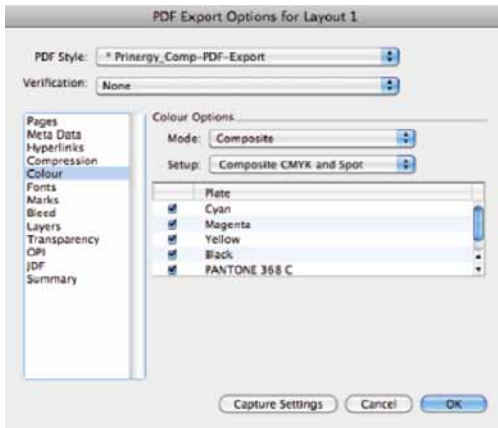 PDF Export Options for Layout 1
PDF Style: * Prinergy_Comp-PDF-Export
Verification: None
Pages
Meta Data
Hyperlinks
Compression
Colour
Fonts
Marks
Bleed
Layers
Transparency
OPI
JDF
Summary
Colour Options
Mode: Composite
Setup: Composite CMYK and Spot
Plate
Cyan
Magenta
Yellow
Black
PANTONE 368 C
Capture Settings Cancel OK